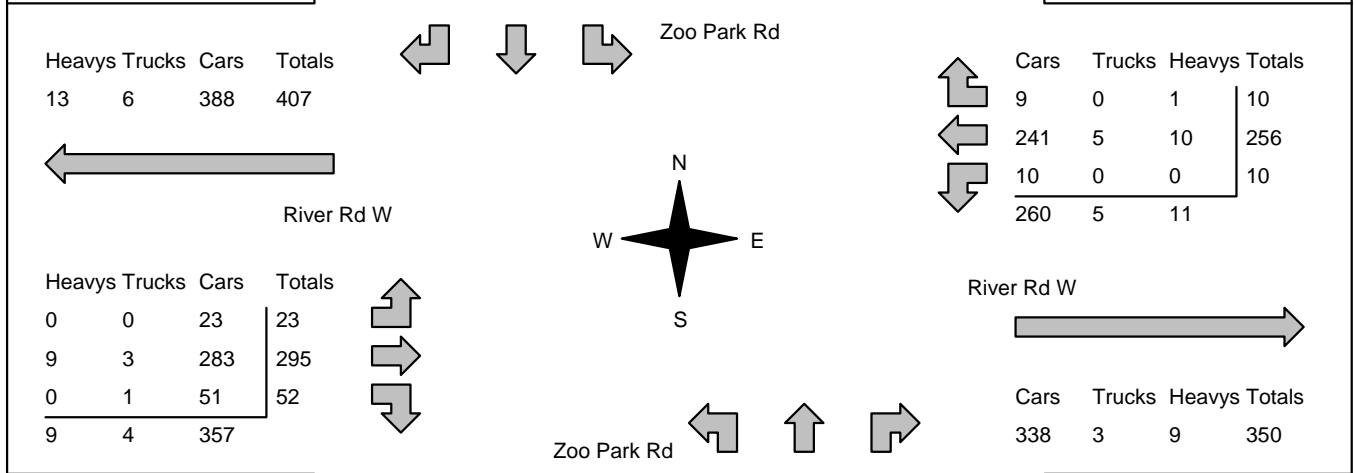 Zoo Park Rd
Heavys Trucks Cars Totals
13 6 388 407
Cars Trucks Heavys Totals
9 0 1 10
241 5 10 256
10 0 0 10
260 5 11
River Rd W
N
W E
S
Heavys Trucks Cars Totals
0 0 23 23
9 3 283 295
0 1 51 52
9 4 357
River Rd W
Zoo Park Rd
Cars Trucks Heavys Totals
338 3 9 350